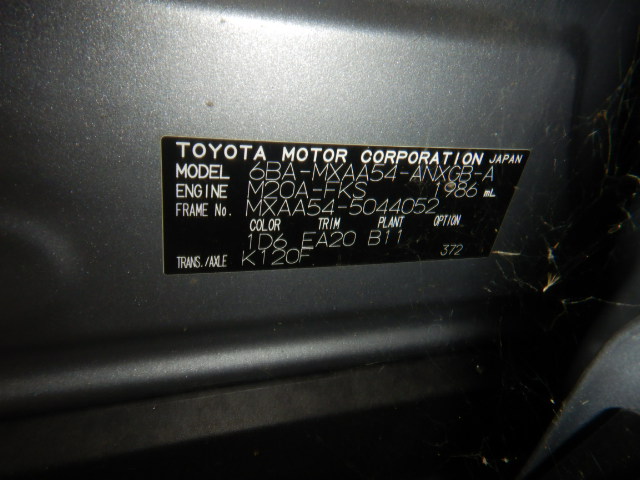 TOYOTA MOTOR CORPORATION JAPAN
MODEL 6BA-MXAA54-ANXGB-A
ENGINE M20A-FKS 1986 mL
FRAME No. MXAA54-5044052
COLOR TRIM PLANT OPTION
1D6 EA20 B11
TRANS./AXLE K120F 372